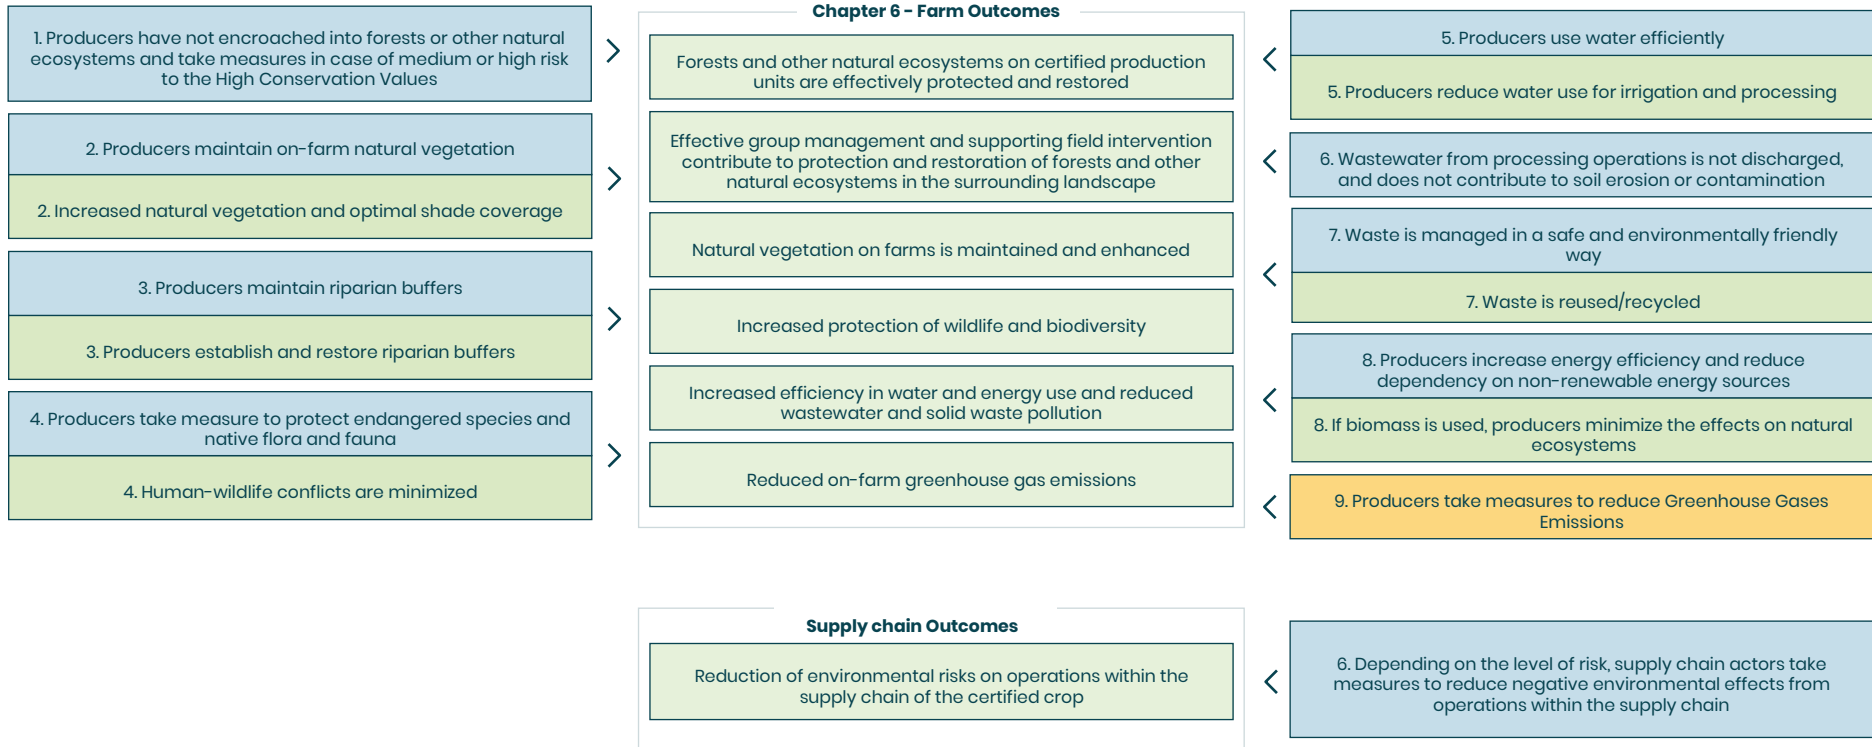 Chapter 6 - Farm Outcomes
1. Producers have not encroached into forests or other natural
ecosystems and take measures in case of medium or high risk
to the High Conservation Values
2. Producers maintain on-farm natural vegetation
2. Increased natural vegetation and optimal shade coverage
3. Producers maintain riparian buffers
3. Producers establish and restore riparian buffers
4. Producers take measure to protect endangered species and
native flora and fauna
4. Human-wildlife conflicts are minimized
Forests and other natural ecosystems on certified production
units are effectively protected and restored
Effective group management and supporting field intervention
contribute to protection and restoration of forests and other
natural ecosystems in the surrounding landscape
Natural vegetation on farms is maintained and enhanced
Increased protection of wildlife and biodiversity
Increased efficiency in water and energy use and reduced
wastewater and solid waste pollution
Reduced on-farm greenhouse gas emissions
5. Producers use water efficiently
5. Producers reduce water use for irrigation and processing
6. Wastewater from processing operations is not discharged,
and does not contribute to soil erosion or contamination
7. Waste is managed in a safe and environmentally friendly
way
7. Waste is reused/recycled
8. Producers increase energy efficiency and reduce
dependency on non-renewable energy sources
8. If biomass is used, producers minimize the effects on natural
ecosystems
9. Producers take measures to reduce Greenhouse Gases
Emissions
Supply chain Outcomes
Reduction of environmental risks on operations within the
supply chain of the certified crop
6. Depending on the level of risk, supply chain actors take
measures to reduce negative environmental effects from
operations within the supply chain